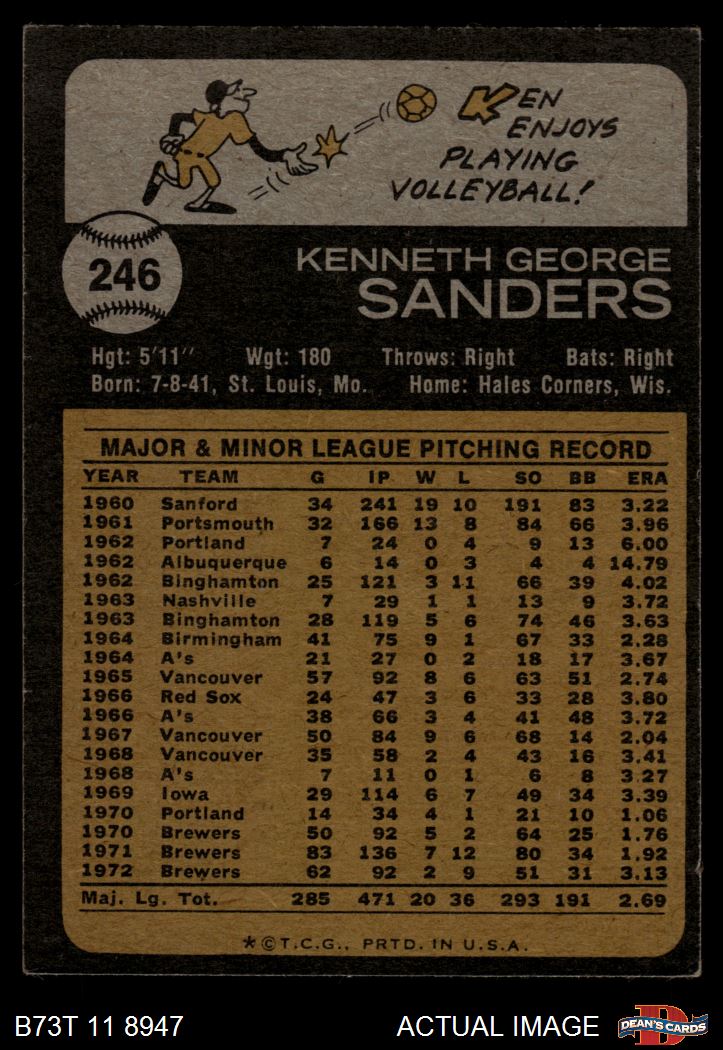 KEN
ENJOYS
PLAYING
VOLLEYBALL!
246
KENNETH GEORGE
SANDERS
Hgt: 5'11" Wgt: 180 Throws: Right Bats: Right
Born: 7-8-41, St. Louis, Mo. Home: Hales Corners, Wis.
MAJOR & MINOR LEAGUE PITCHING RECORD
YEAR TEAM G IP W L SO BB ERA
1960 Sanford 34 241 19 10 191 83 3.22
1961 Portsmouth 32 166 13 8 84 66 3.96
1962 Portland 7 24 0 4 9 13 6.00
1962 Albuquerque 6 14 0 3 4 4 14.79
1962 Binghamton 25 121 3 11 66 39 4.02
1963 Nashville 7 29 1 1 13 9 3.72
1963 Binghamton 28 119 5 6 74 46 3.63
1964 Birmingham 41 75 9 1 67 33 2.28
1964 A's 21 27 0 2 18 17 3.67
1965 Vancouver 57 92 8 6 63 51 2.74
1966 Red Sox 24 47 3 6 33 28 3.80
1966 A's 38 66 3 4 41 48 3.72
1967 Vancouver 50 84 9 6 68 14 2.04
1968 Vancouver 35 58 2 4 43 16 3.41
1968 A's 7 11 0 1 6 8 3.27
1969 Iowa 29 114 6 7 49 34 3.39
1970 Portland 14 34 4 1 21 10 1.06
1970 Brewers 50 92 5 2 64 25 1.76
1971 Brewers 83 136 7 12 80 34 1.92
1972 Brewers 62 92 2 9 51 31 3.13
Maj. Lg. Tot. 285 471 20 36 293 191 2.69
*©T.C.G., PRTD. IN U.S.A.
B73T 11 8947 ACTUAL IMAGE
D
DEAN'S CARDS